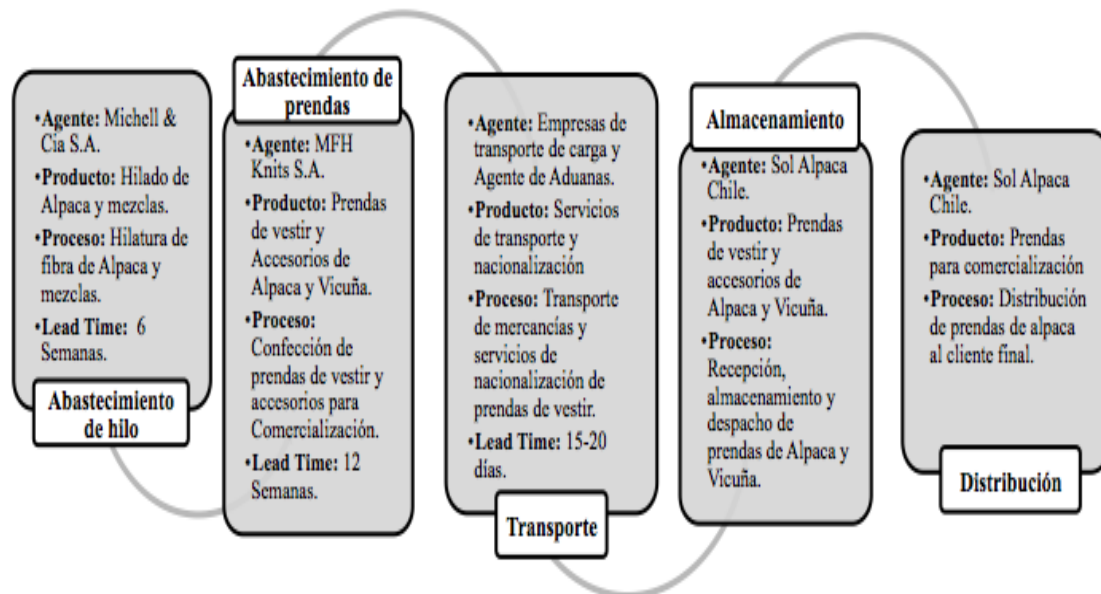 •Agente: Michell &
Cia S.A.
•Producto: Hilado de
Alpaca y mezclas.
•Proceso: Hilatura de
fibra de Alpaca y
mezclas.
•Lead Time: 6
Semanas.
Abastecimiento
de hilo
Abastecimiento de
prendas
•Agente: MFH
Knits S.A.
•Producto: Prendas
de vestir y
Accesorios de
Alpaca y Vicuña.
•Proceso:
Confección de
prendas de vestir y
accesorios para
Comercialización.
•Lead Time: 12
Semanas.
•Agente: Empresas de
transporte de carga y
Agente de Aduanas.
•Producto: Servicios
de transporte y
nacionalización
•Proceso: Transporte
de mercancías y
servicios de
nacionalización de
prendas de vestir.
•Lead Time: 15-20
días.
Transporte
Almacenamiento
•Agente: Sol Alpaca
Chile.
•Producto: Prendas
de vestir y
accesorios de
Alpaca y Vicuña.
•Proceso:
Recepción,
almacenamiento y
despacho de
prendas de Alpaca y
Vicuña.
•Agente: Sol Alpaca
Chile.
•Producto: Prendas
para comercialización
•Proceso: Distribución
de prendas de alpaca
al cliente final.
Distribución